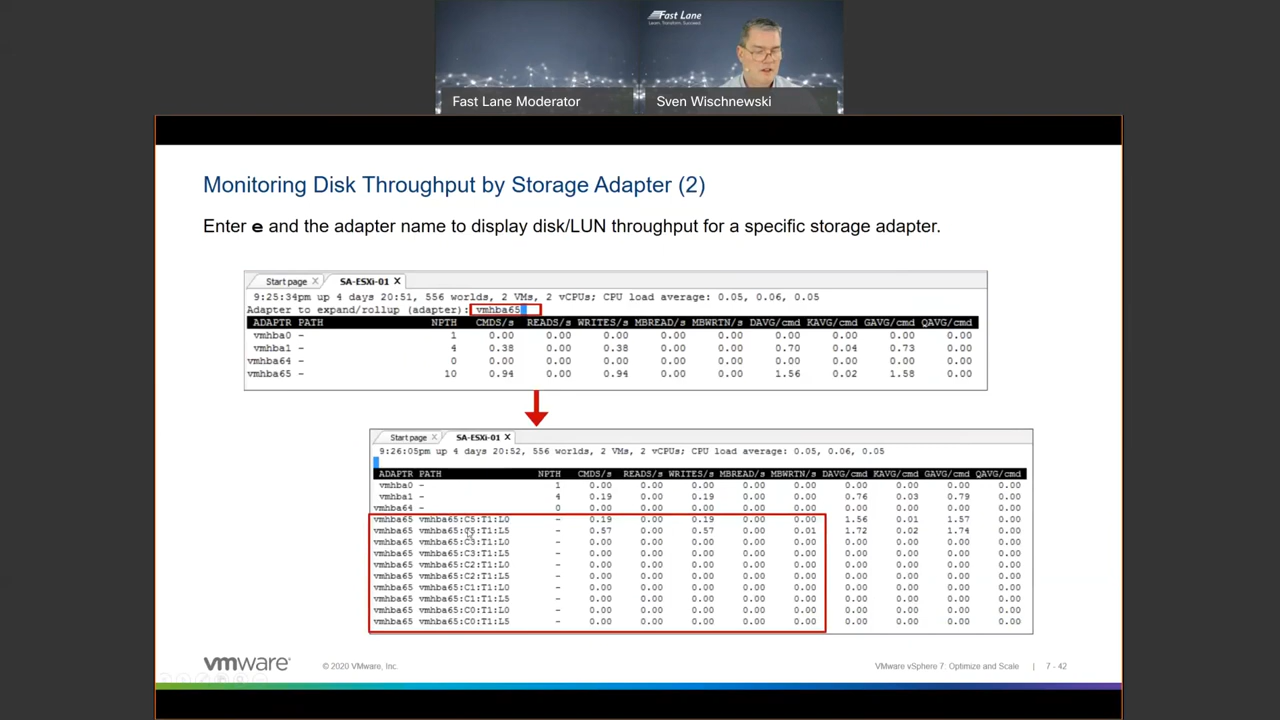 Fast Lane
Fast Lane Moderator
Sven Wischnewski
Monitoring Disk Throughput by Storage Adapter (2)
Enter e and the adapter name to display disk/LUN throughput for a specific storage adapter.
Start page X SA-ESXi-01 X
9:25:34pm up 4 days 20:51, 556 worlds, 2 VMs, 2 vCPUs; CPU load average: 0.05, 0.06, 0.05
Adapter to expand/rollup (adapter): vmhba65
ADAPTR PATH NPTH CMDS/s READS/s WRITES/s MBREAD/s MBWRTN/s DAVG/cmd KAVG/cmd GAVG/cmd QAVG/cmd
vmhba0 - 1 0.00 0.00 0.00 0.00 0.00 0.00 0.00 0.00 0.00
vmhba1 - 4 0.38 0.00 0.38 0.00 0.00 0.70 0.04 0.73 0.00
vmhba64 - 0 0.00 0.00 0.00 0.00 0.00 0.00 0.00 0.00 0.00
vmhba65 - 10 0.94 0.00 0.94 0.00 0.00 1.56 0.02 1.58 0.00
Start page X SA-ESXi-01 X
9:26:05pm up 4 days 20:52, 556 worlds, 2 VMs, 2 vCPUs; CPU load average: 0.05, 0.06, 0.05
ADAPTR PATH NPTH CMDS/s READS/s WRITES/s MBREAD/s MBWRTN/s DAVG/cmd KAVG/cmd GAVG/cmd QAVG/cmd
vmhba0 - 1 0.00 0.00 0.00 0.00 0.00 0.00 0.00 0.00 0.00
vmhba1 - 4 0.19 0.00 0.19 0.00 0.00 0.76 0.03 0.79 0.00
vmhba64 - 0 0.00 0.00 0.00 0.00 0.00 0.00 0.00 0.00 0.00
vmhba65 vmhba65:C5:T1:L0 - 0.19 0.00 0.19 0.00 0.00 1.56 0.01 1.57 0.00
vmhba65 vmhba65:C5:T1:L5 - 0.57 0.00 0.57 0.00 0.01 1.72 0.02 1.74 0.00
vmhba65 vmhba65:C3:T1:L0 - 0.00 0.00 0.00 0.00 0.00 0.00 0.00 0.00 0.00
vmhba65 vmhba65:C3:T1:L5 - 0.00 0.00 0.00 0.00 0.00 0.00 0.00 0.00 0.00
vmhba65 vmhba65:C2:T1:L0 - 0.00 0.00 0.00 0.00 0.00 0.00 0.00 0.00 0.00
vmhba65 vmhba65:C2:T1:L5 - 0.00 0.00 0.00 0.00 0.00 0.00 0.00 0.00 0.00
vmhba65 vmhba65:C1:T1:L0 - 0.00 0.00 0.00 0.00 0.00 0.00 0.00 0.00 0.00
vmhba65 vmhba65:C1:T1:L5 - 0.00 0.00 0.00 0.00 0.00 0.00 0.00 0.00 0.00
vmhba65 vmhba65:C0:T1:L0 - 0.00 0.00 0.00 0.00 0.00 0.00 0.00 0.00 0.00
vmhba65 vmhba65:C0:T1:L5 - 0.00 0.00 0.00 0.00 0.00 0.00 0.00 0.00 0.00
vmware® © 2020 VMware, Inc. VMware vSphere 7: Optimize and Scale | 7 - 42